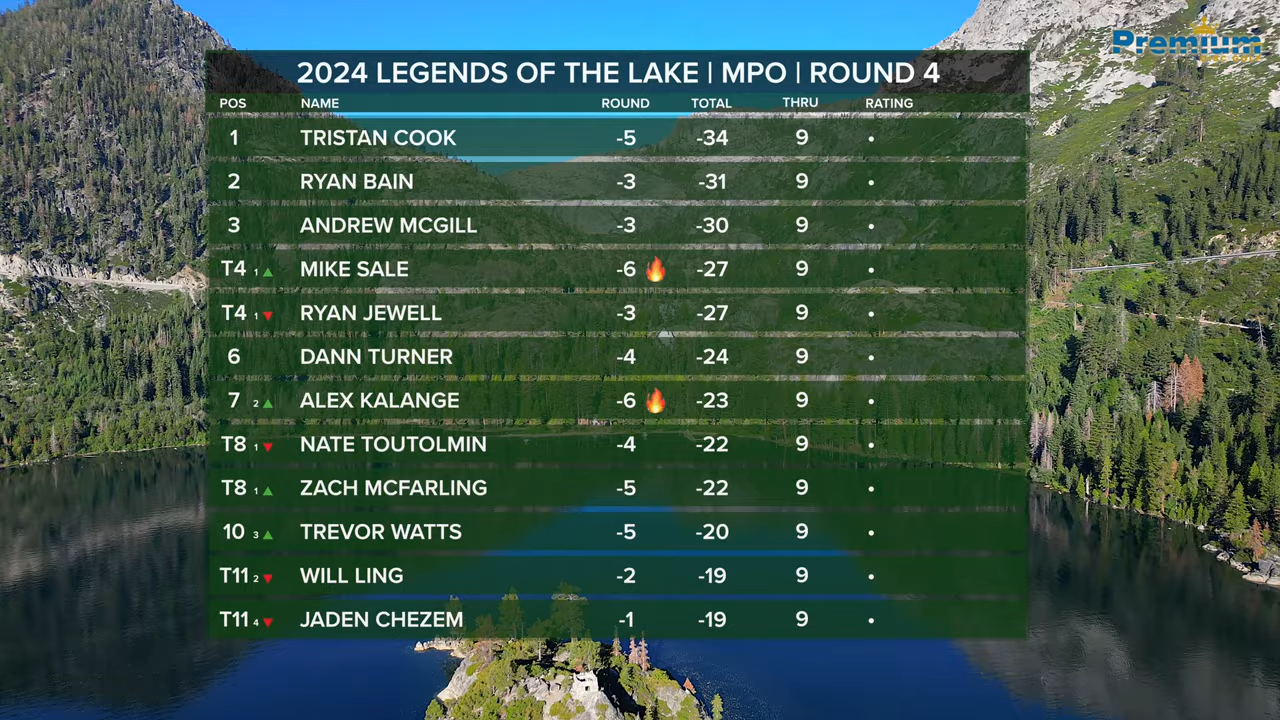 Premium
DISC GOLF
2024 LEGENDS OF THE LAKE | MPO | ROUND 4
POS NAME ROUND TOTAL THRU RATING
1 TRISTAN COOK -5 -34 9 •
2 RYAN BAIN -3 -31 9 •
3 ANDREW MCGILL -3 -30 9 •
T4 1 ▲ MIKE SALE -6 🔥 -27 9 •
T4 1 ▼ RYAN JEWELL -3 -27 9 •
6 DANN TURNER -4 -24 9 •
7 2 ▲ ALEX KALANGE -6 🔥 -23 9 •
T8 1 ▼ NATE TOUTOLMIN -4 -22 9 •
T8 1 ▲ ZACH MCFARLING -5 -22 9 •
10 3 ▲ TREVOR WATTS -5 -20 9 •
T11 2 ▼ WILL LING -2 -19 9 •
T11 4 ▼ JADEN CHEZEM -1 -19 9 •